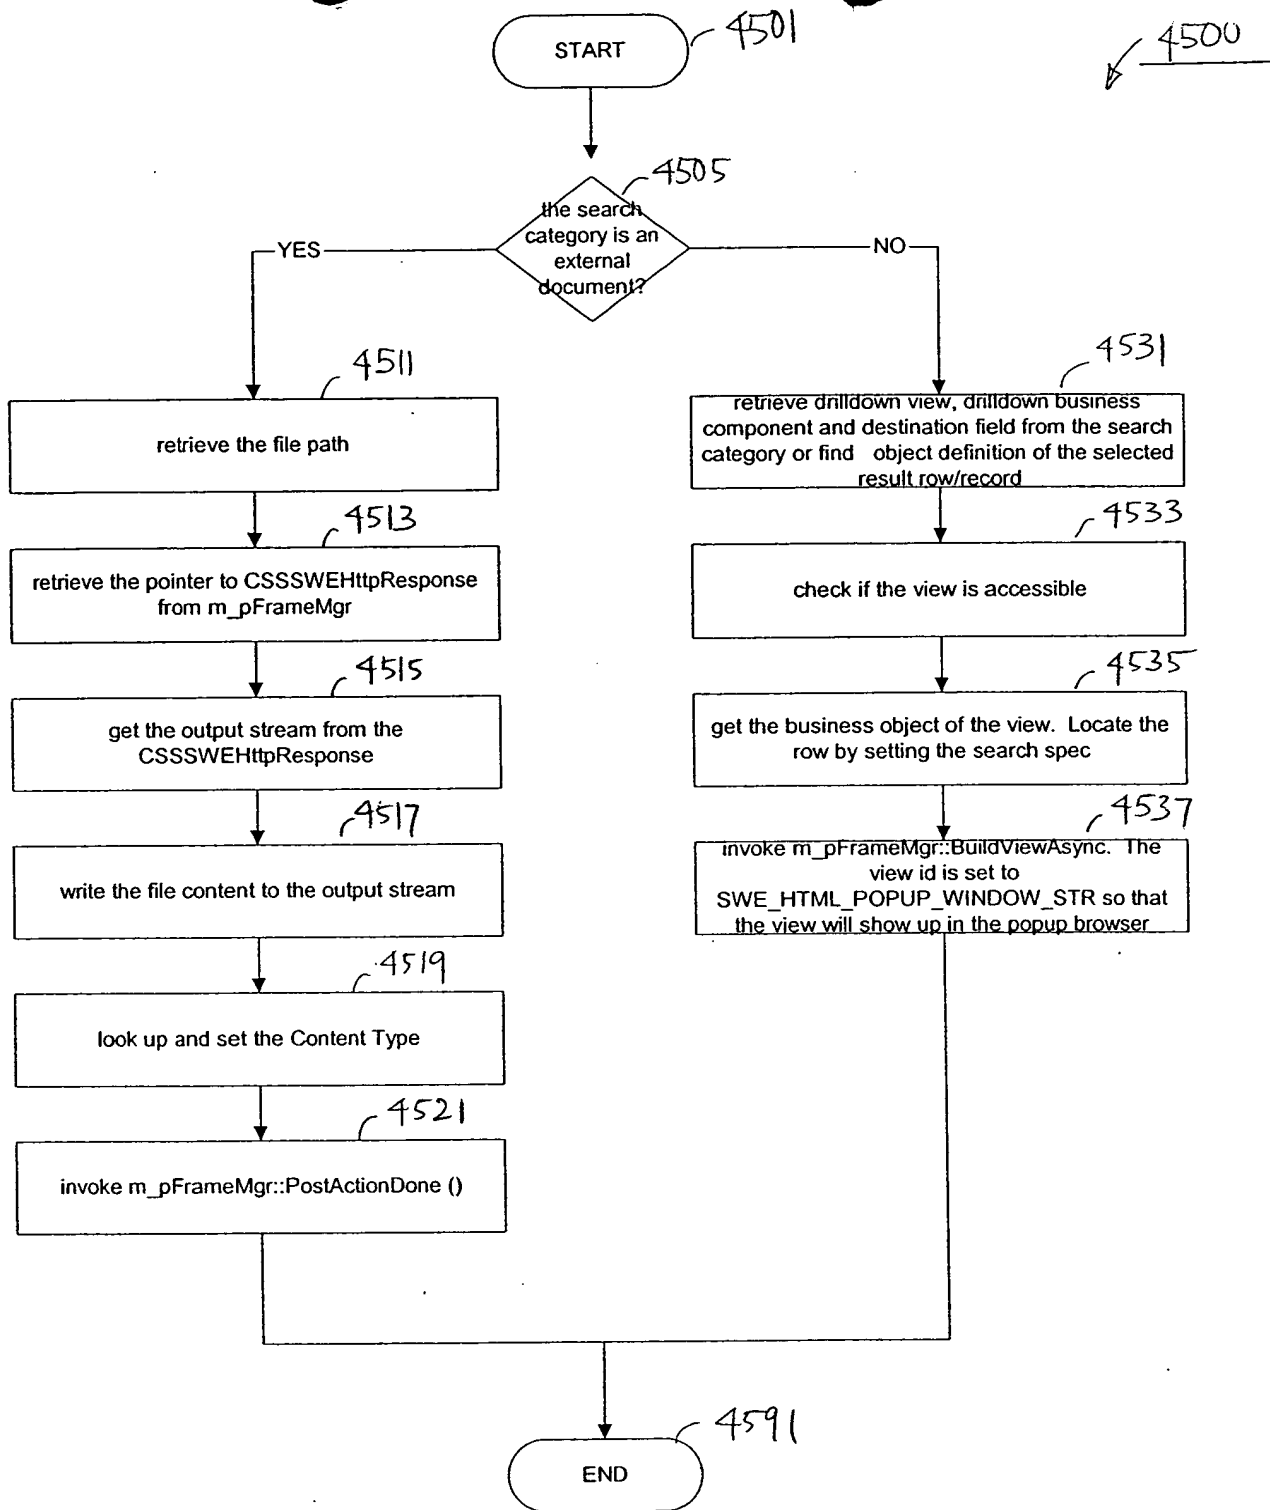 START
4501
4500
4505
the search
category is an
external
document?
YES
NO
4511
retrieve the file path
4513
retrieve the pointer to CSSSWEHttpResponse
from m_pFrameMgr
4515
get the output stream from the
CSSSWEHttpResponse
4517
write the file content to the output stream
4519
look up and set the Content Type
4521
invoke m_pFrameMgr::PostActionDone ()
4531
retrieve drilldown view, drilldown business
component and destination field from the search
category or find object definition of the selected
result row/record
4533
check if the view is accessible
4535
get the business object of the view. Locate the
row by setting the search spec
4537
invoke m_pFrameMgr::BuildViewAsync. The
view id is set to
SWE_HTML_POPUP_WINDOW_STR so that
the view will show up in the popup browser
4591
END